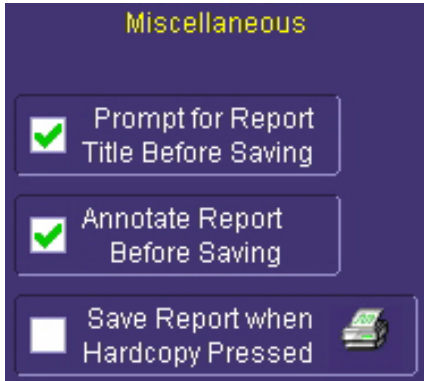 Miscellaneous
Prompt for Report
Title Before Saving
Annotate Report
Before Saving
Save Report when
Hardcopy Pressed